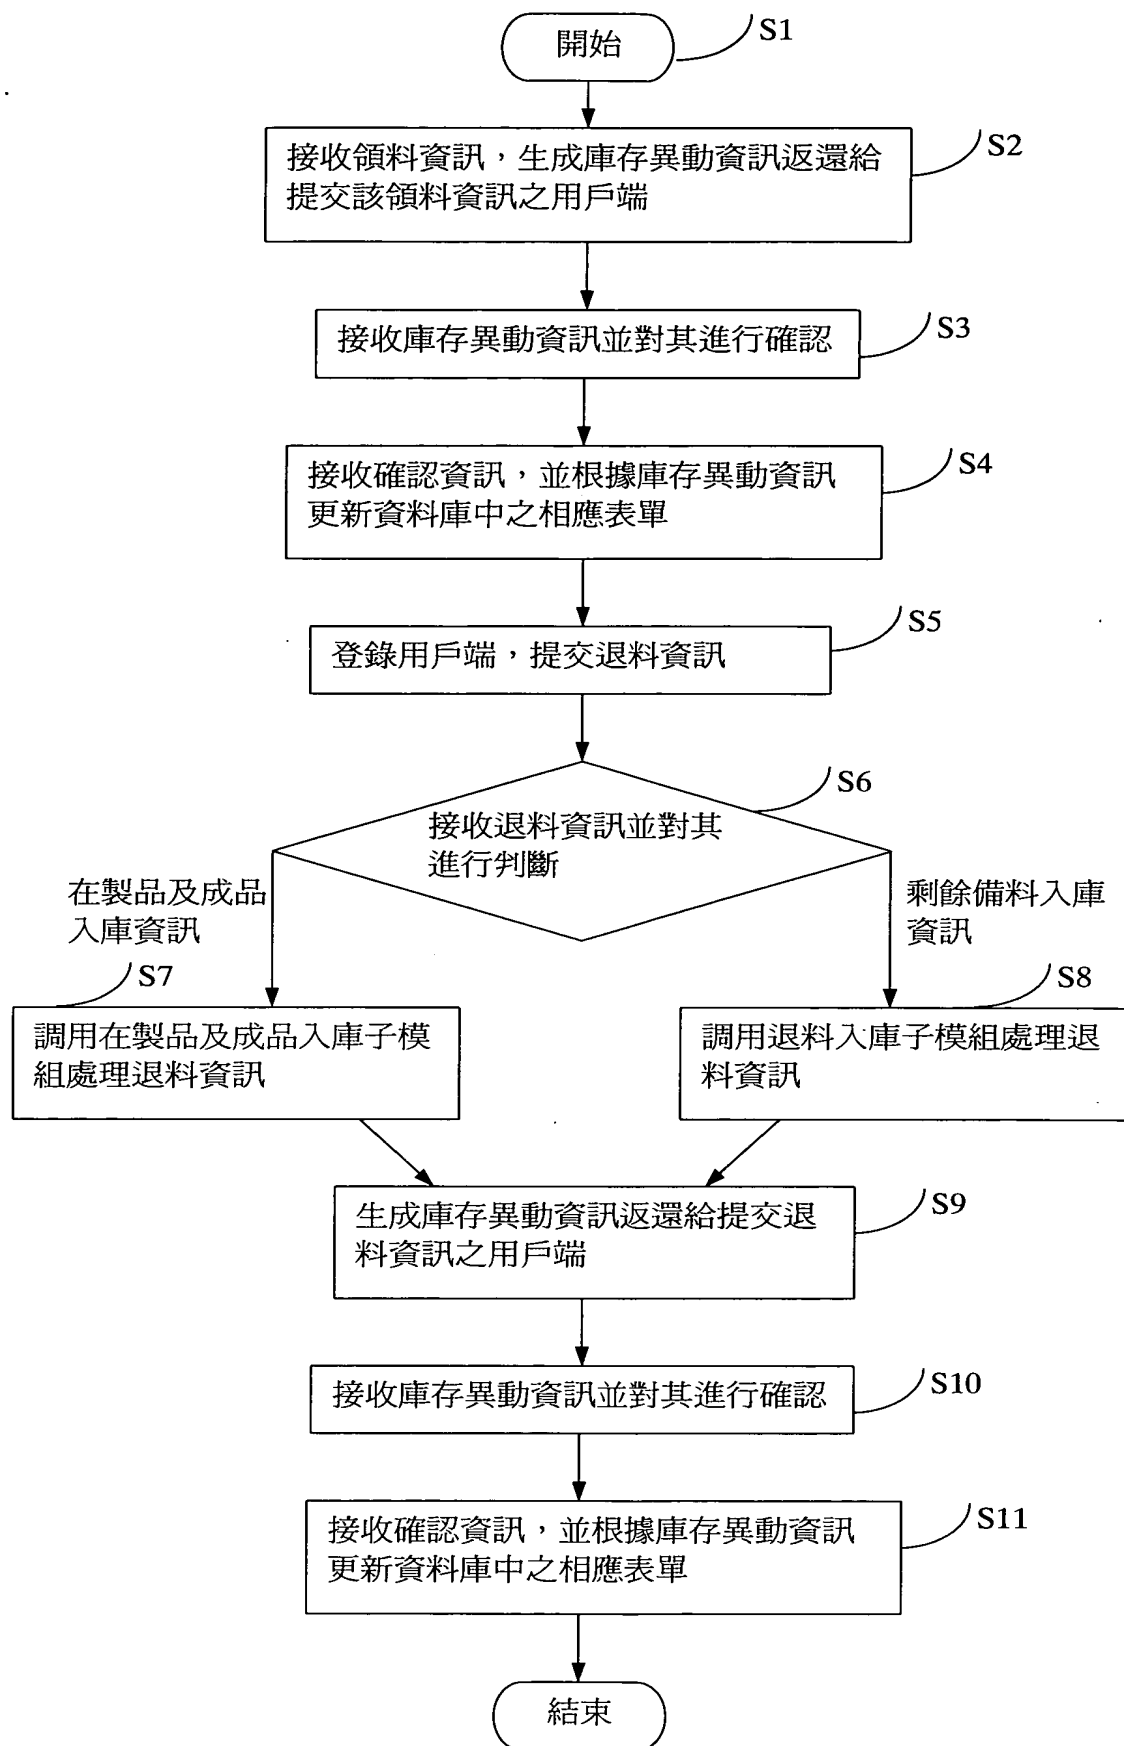 開始
S1
接收領料資訊，生成庫存異動資訊返還給
提交該領料資訊之用戶端
S2
接收庫存異動資訊並對其進行確認
S3
接收確認資訊，並根據庫存異動資訊
更新資料庫中之相應表單
S4
登錄用戶端，提交退料資訊
S5
接收退料資訊並對其
進行判斷
S6
在製品及成品
入庫資訊
剩餘備料入庫
資訊
S7
調用在製品及成品入庫子模
組處理退料資訊
S8
調用退料入庫子模組處理退
料資訊
生成庫存異動資訊返還給提交退
料資訊之用戶端
S9
接收庫存異動資訊並對其進行確認
S10
接收確認資訊，並根據庫存異動資訊
更新資料庫中之相應表單
S11
結束